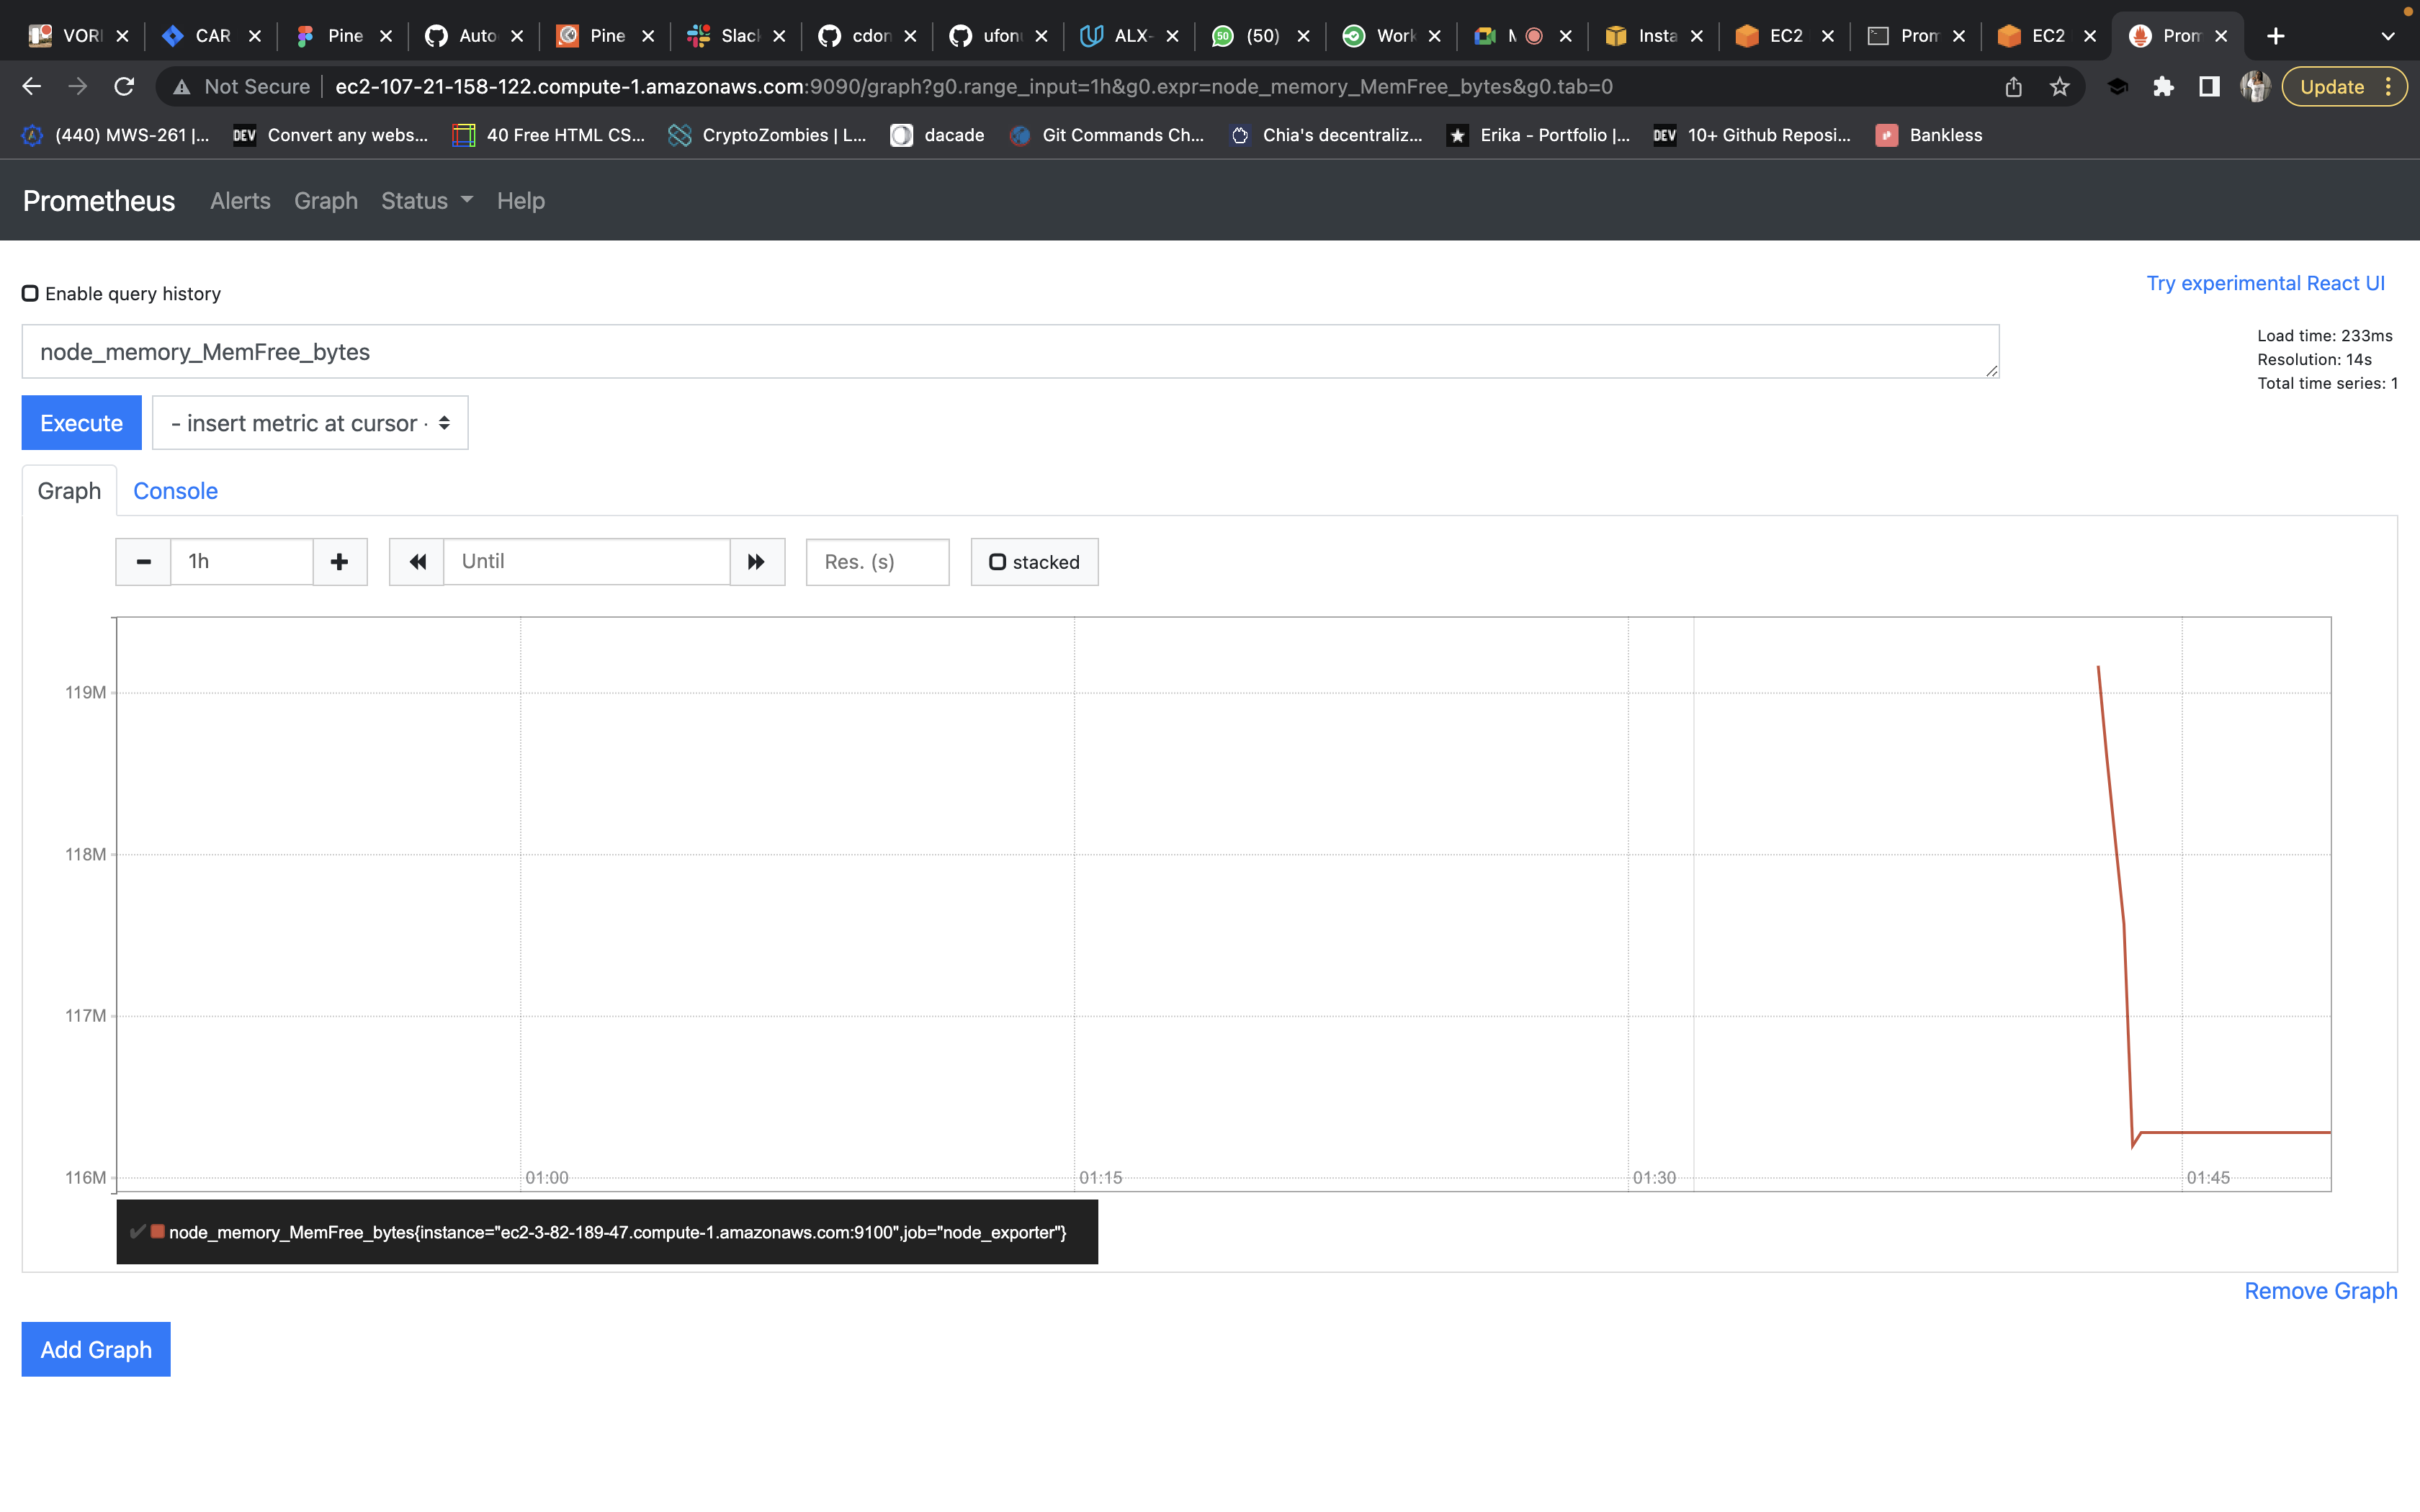 VORI CAR Pine Auto Pine Slack cdon ufon ALX- (50) Work M Insta EC2 Prom EC2 Prom
Not Secure ec2-107-21-158-122.compute-1.amazonaws.com:9090/graph?g0.range_input=1h&g0.expr=node_memory_MemFree_bytes&g0.tab=0 Update
(440) MWS-261 |... DEV Convert any webs... 40 Free HTML CS... CryptoZombies | L... dacade Git Commands Ch... Chia's decentraliz... Erika - Portfolio |... DEV 10+ Github Reposi... Bankless
Prometheus Alerts Graph Status Help
Enable query history
Try experimental React UI
node_memory_MemFree_bytes
Load time: 233ms
Resolution: 14s
Total time series: 1
Execute - insert metric at cursor -
Graph Console
1h Until Res. (s) stacked
119M
118M
117M
116M
01:00 01:15 01:30 01:45
node_memory_MemFree_bytes{instance="ec2-3-82-189-47.compute-1.amazonaws.com:9100",job="node_exporter"}
Remove Graph
Add Graph